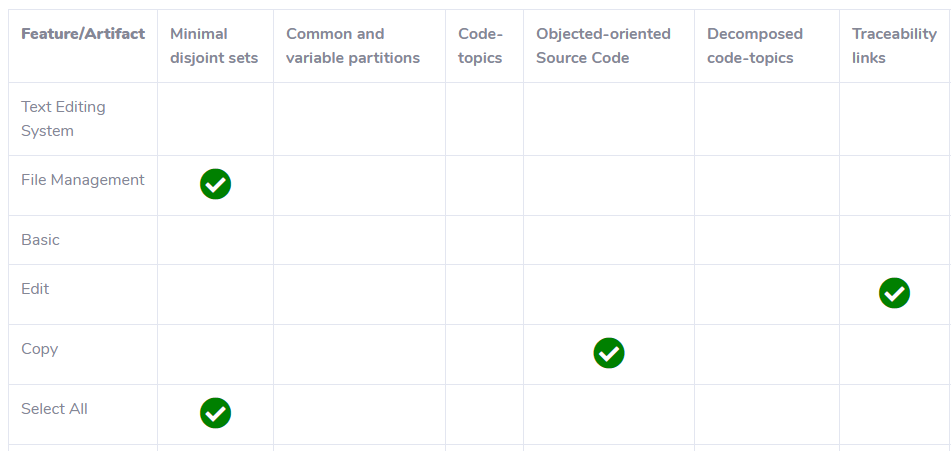 Feature/Artifact
Minimal
disjoint sets
Common and
variable partitions
Code-
topics
Objected-oriented
Source Code
Decomposed
code-topics
Traceability
links
Text Editing
System
File Management
Basic
Edit
Copy
Select All